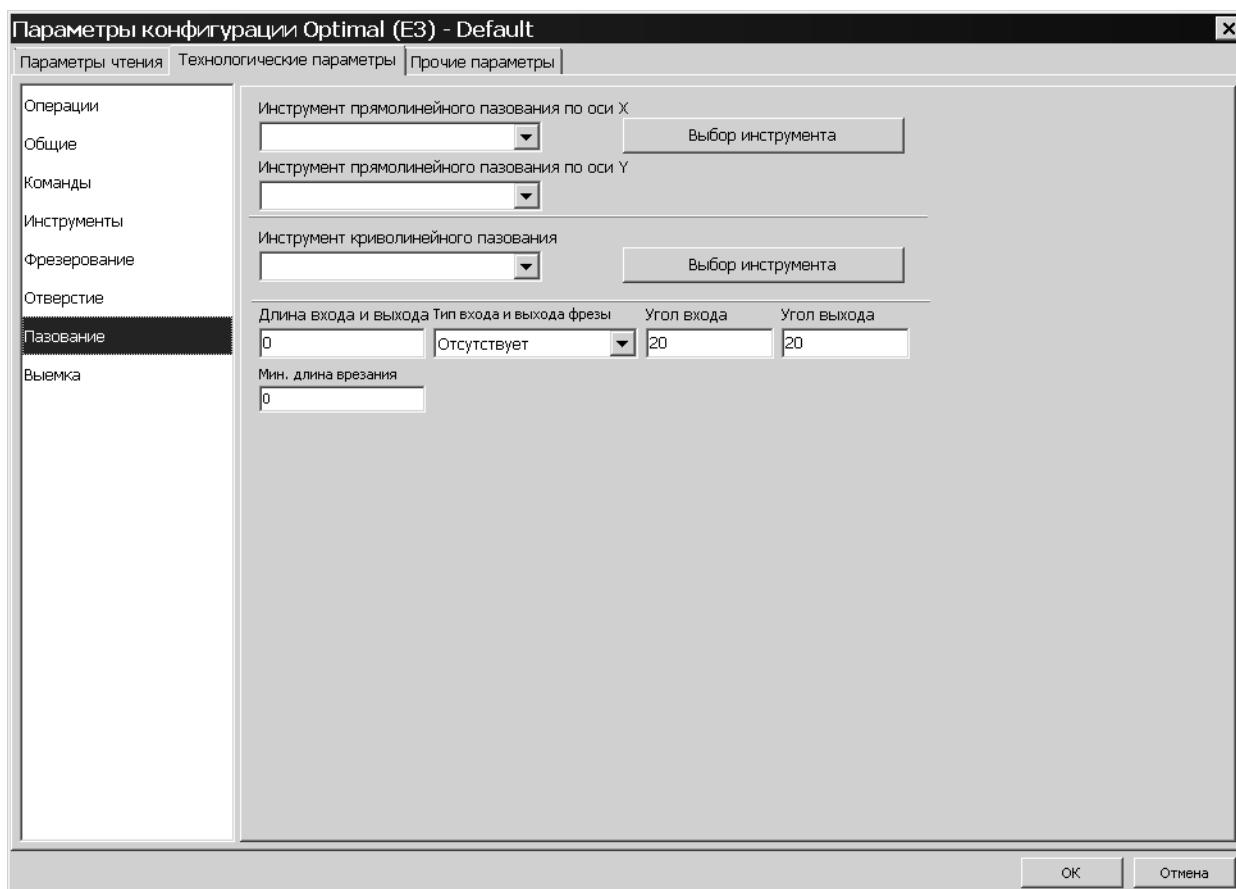 Параметры конфигурации Optimal (E3) - Default
Параметры чтения Технологические параметры Прочие параметры
Операции
Общие
Команды
Инструменты
Фрезерование
Отверстие
Пазование
Выемка
Инструмент прямолинейного пазования по оси X
Выбор инструмента
Инструмент прямолинейного пазования по оси Y
Инструмент криволинейного пазования
Выбор инструмента
Длина входа и выхода Тип входа и выхода фрезы Угол входа Угол выхода
0 Отсутствует 20 20
Мин. длина врезания
0
OK Отмена